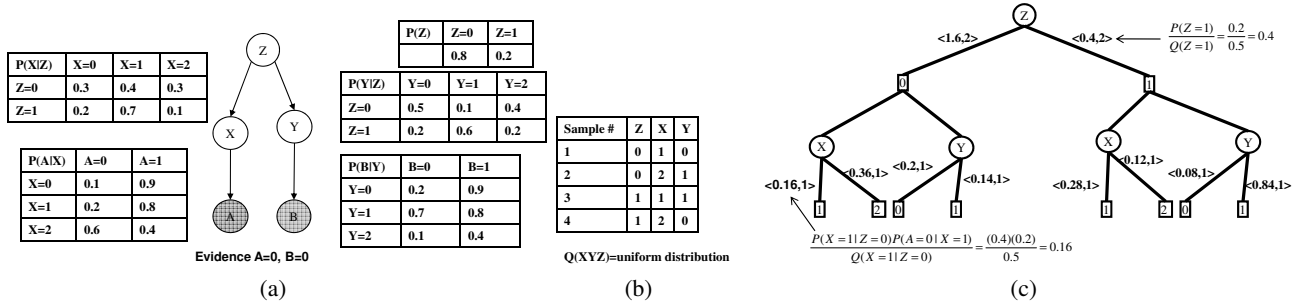 P(X|Z) X=0 X=1 X=2
Z=0 0.3 0.4 0.3
Z=1 0.2 0.7 0.1
P(A|X) A=0 A=1
X=0 0.1 0.9
X=1 0.2 0.8
X=2 0.6 0.4
Z
X
Y
A
B
Evidence A=0, B=0
(a)
P(Z) Z=0 Z=1
0.8 0.2
P(Y|Z) Y=0 Y=1 Y=2
Z=0 0.5 0.1 0.4
Z=1 0.2 0.6 0.2
P(B|Y) B=0 B=1
Y=0 0.2 0.9
Y=1 0.7 0.8
Y=2 0.1 0.4
Sample # Z X Y
1 0 1 0
2 0 2 1
3 1 1 1
4 1 2 0
Q(XYZ)=uniform distribution
(b)
Z
<1.6,2> <0.4,2>
P(Z=1)/Q(Z=1) = 0.2/0.5 = 0.4
0 1
X Y X Y
<0.16,1> <0.36,1> <0.2,1> <0.14,1> <0.28,1> <0.12,1> <0.08,1> <0.84,1>
1 2 0 1 1 2 0 1
P(X=1|Z=0)P(A=0|X=1)/Q(X=1|Z=0) = (0.4)(0.2)/0.5 = 0.16
(c)